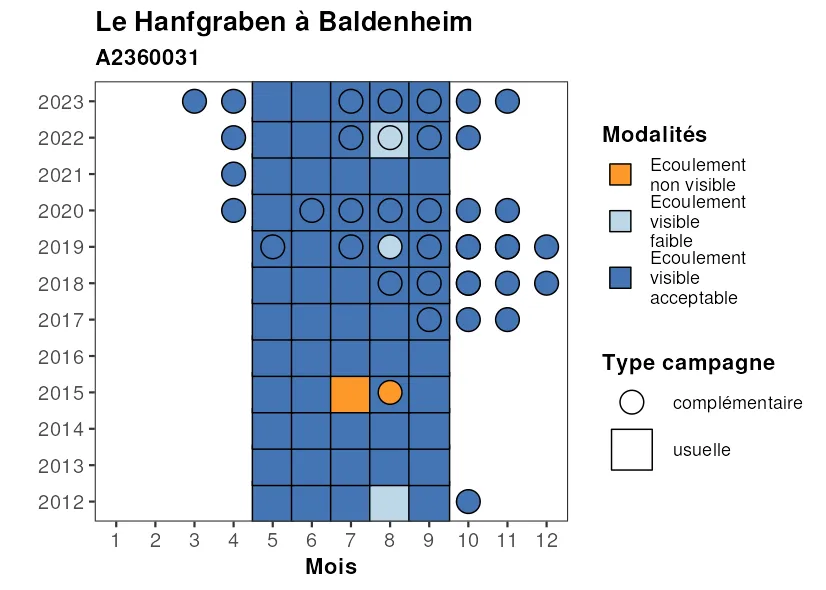 Le Hanfgraben à Baldenheim
A2360031
2023
2022
2021
2020
2019
2018
2017
2016
2015
2014
2013
2012
1 2 3 4 5 6 7 8 9 10 11 12
Mois
Modalités
Ecoulement
non visible
Ecoulement
visible
faible
Ecoulement
visible
acceptable
Type campagne
complémentaire
usuelle